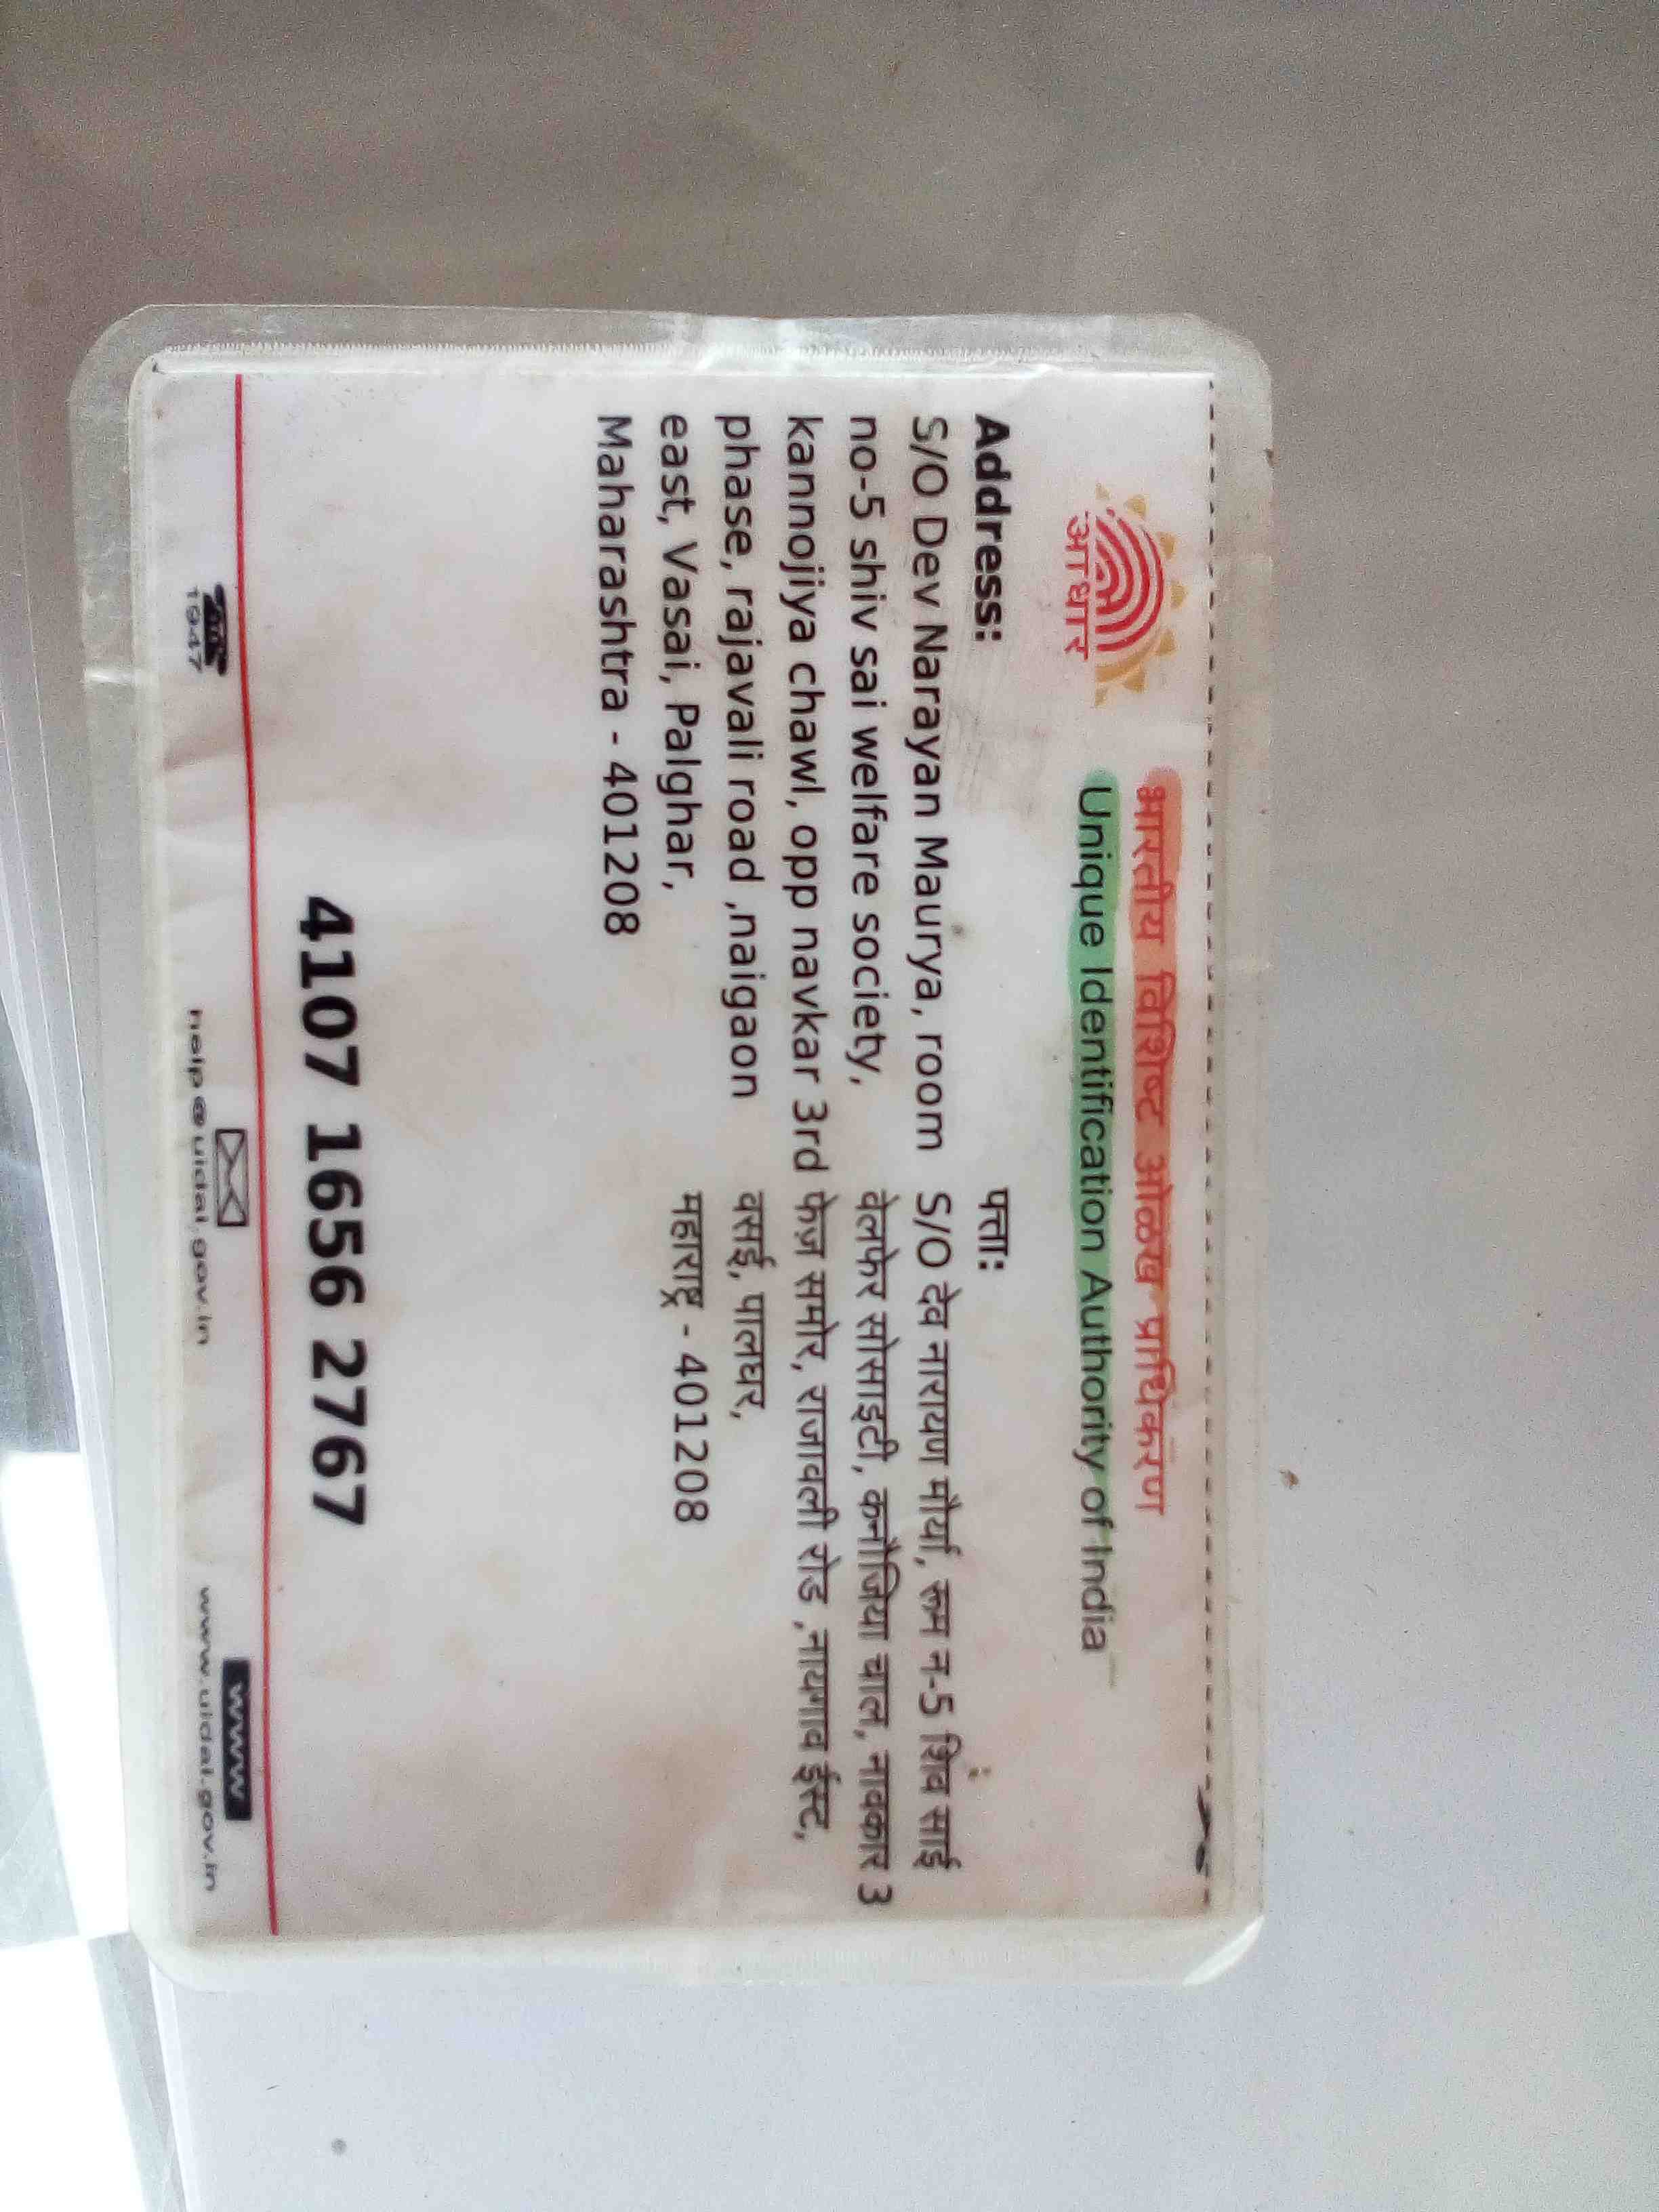 आधार
भारतीय विशिष्ट ओळख प्राधिकरण
Unique Identification Authority of India
Address:
S/O Dev Narayan Maurya, room
no-5 shiv sai welfare society,
kannojiya chawl, opp navkar 3rd
phase, rajavali road ,naigaon
east, Vasai, Palghar,
Maharashtra - 401208
पत्ता:
S/O देव नारायण मौर्या, रूम न-5 शिव साई
वेलफेर सोसाइटी, कनौजिया चाल, नावकार 3
फेज़ समोर, राजावली रोड ,नायगाव ईस्ट,
वसई, पालघर,
महाराष्ट्र - 401208
4107 1656 2767
1947
help@uidai.gov.in
www
www.uidai.gov.in